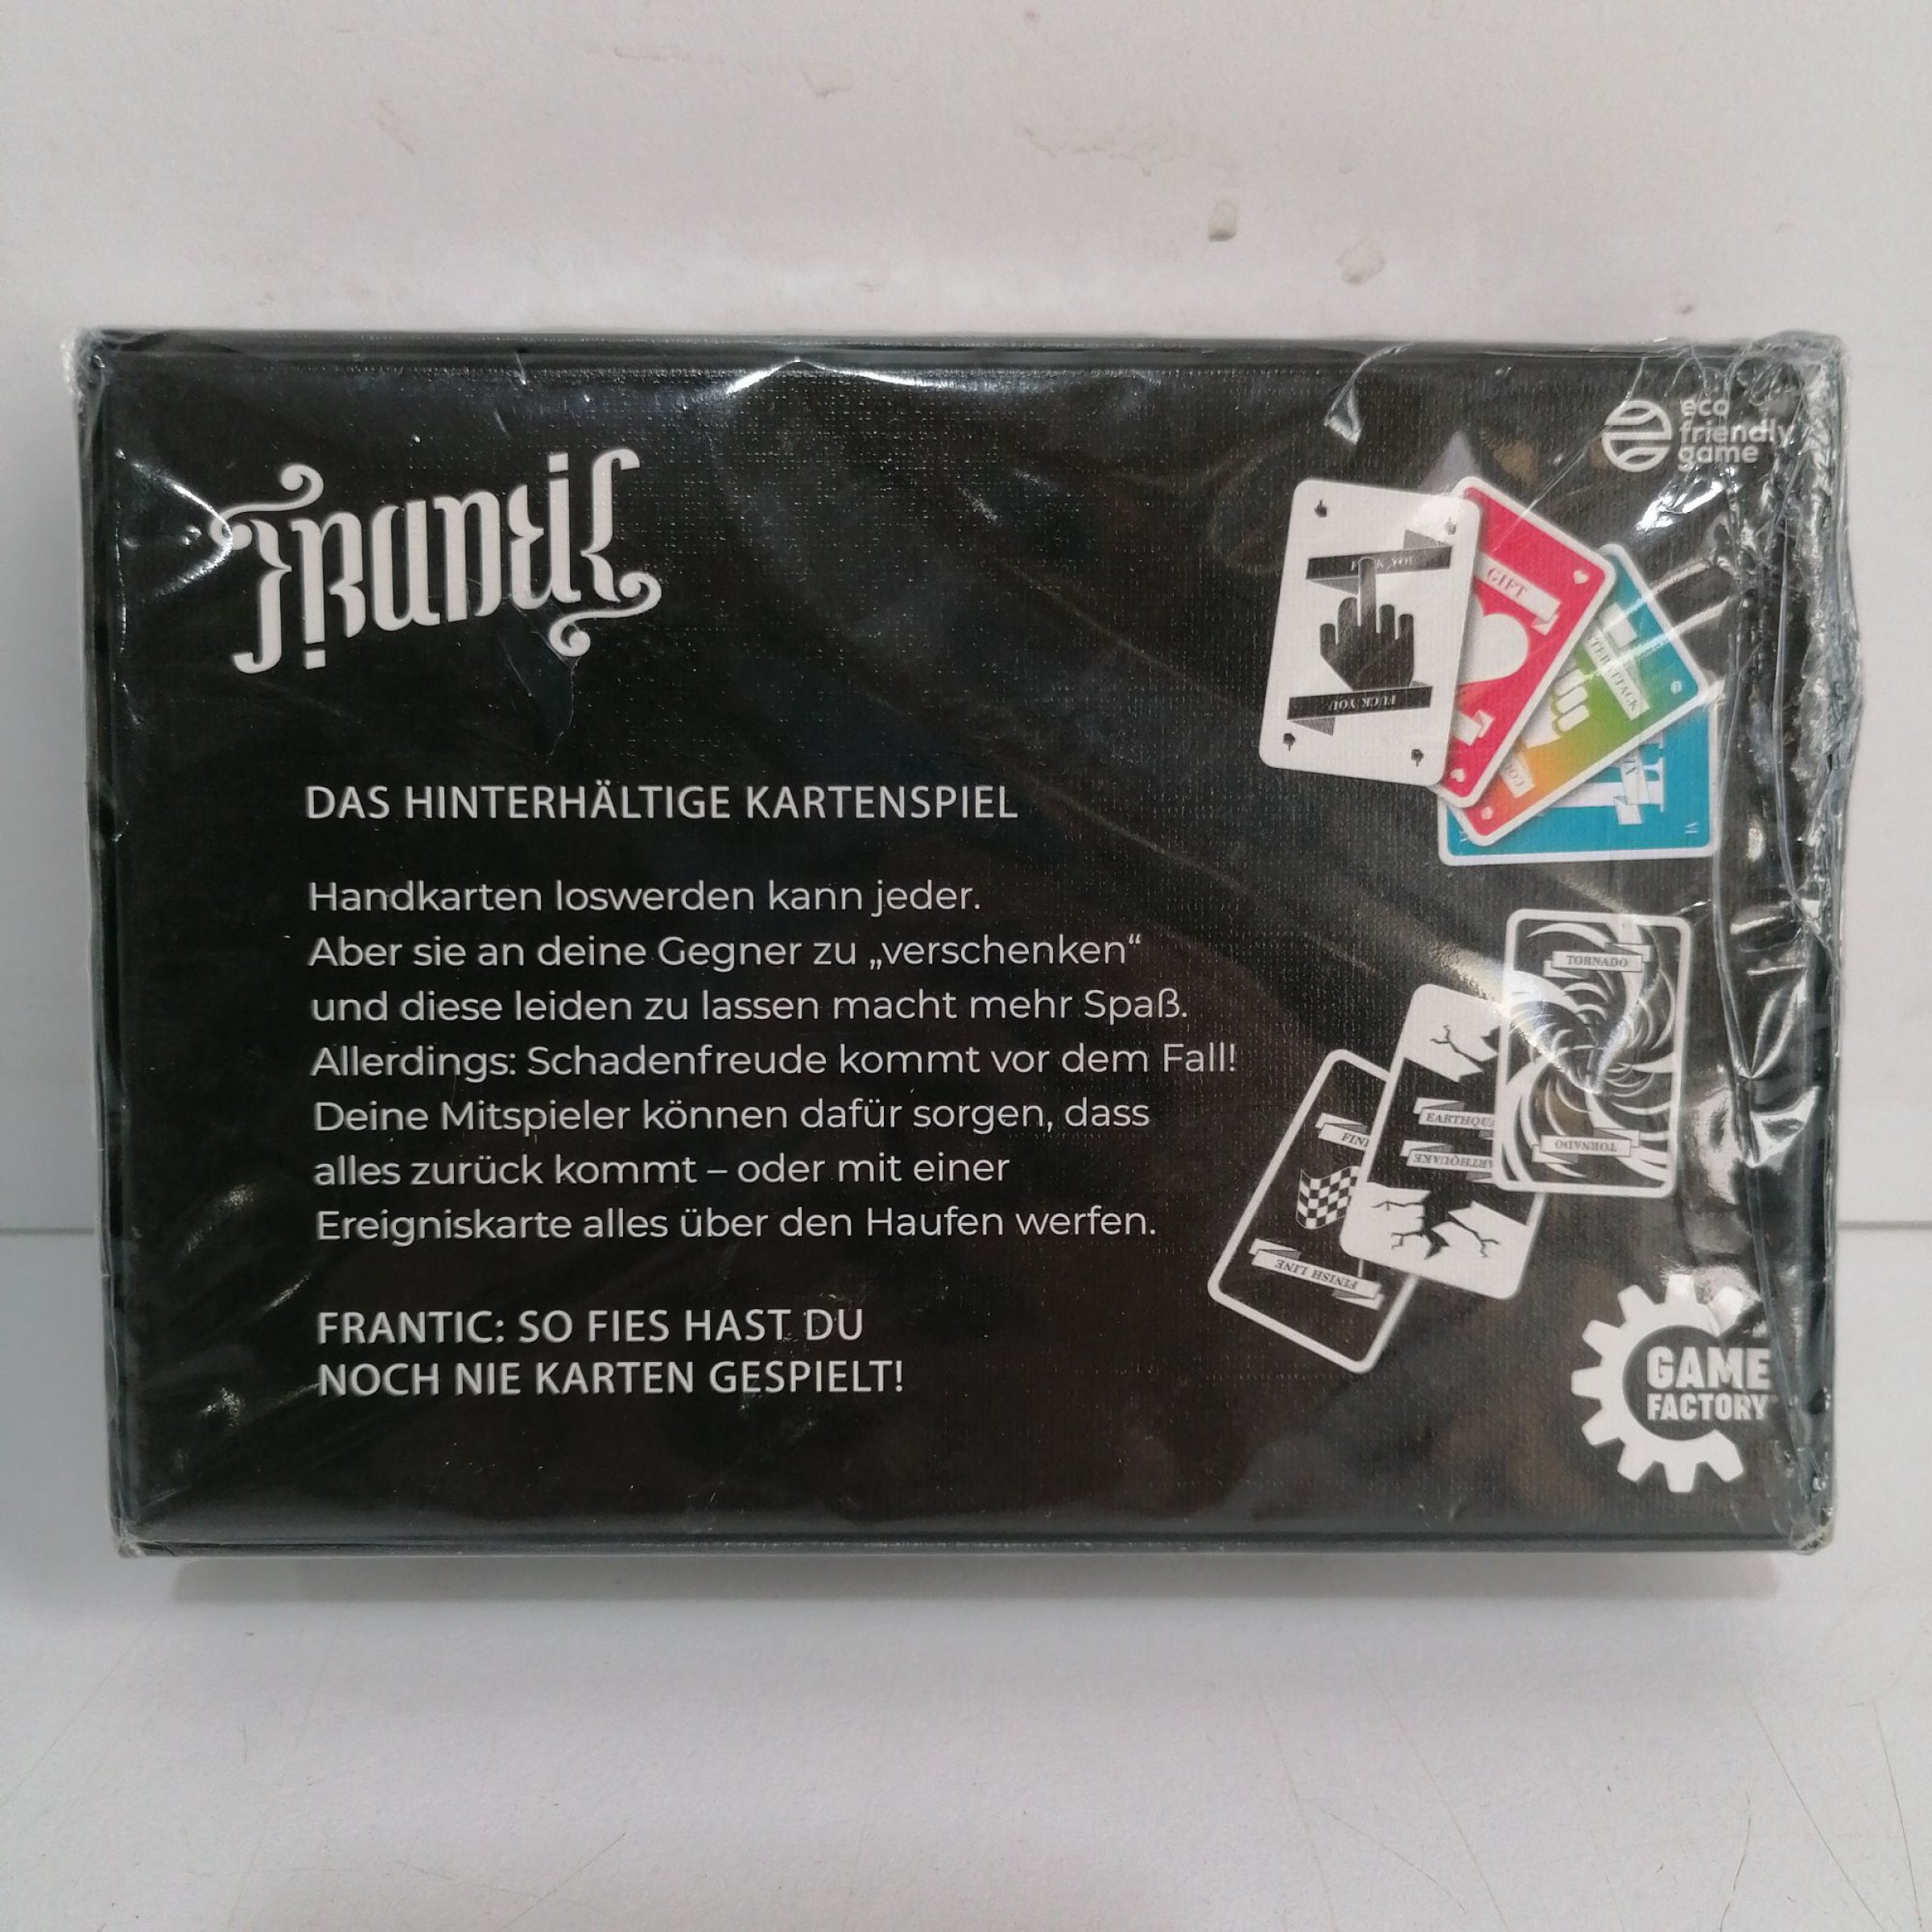 FRANTIC
eco
friendly
game
FUCK YOU
GIFT
DAS HINTERHÄLTIGE KARTENSPIEL
Handkarten loswerden kann jeder.
Aber sie an deine Gegner zu „verschenken“
und diese leiden zu lassen macht mehr Spaß.
Allerdings: Schadenfreude kommt vor dem Fall!
Deine Mitspieler können dafür sorgen, dass
alles zurück kommt – oder mit einer
Ereigniskarte alles über den Haufen werfen.
FRANTIC: SO FIES HAST DU
NOCH NIE KARTEN GESPIELT!
TORNADO
TORNADO
FINISH LINE
GAME
FACTORY